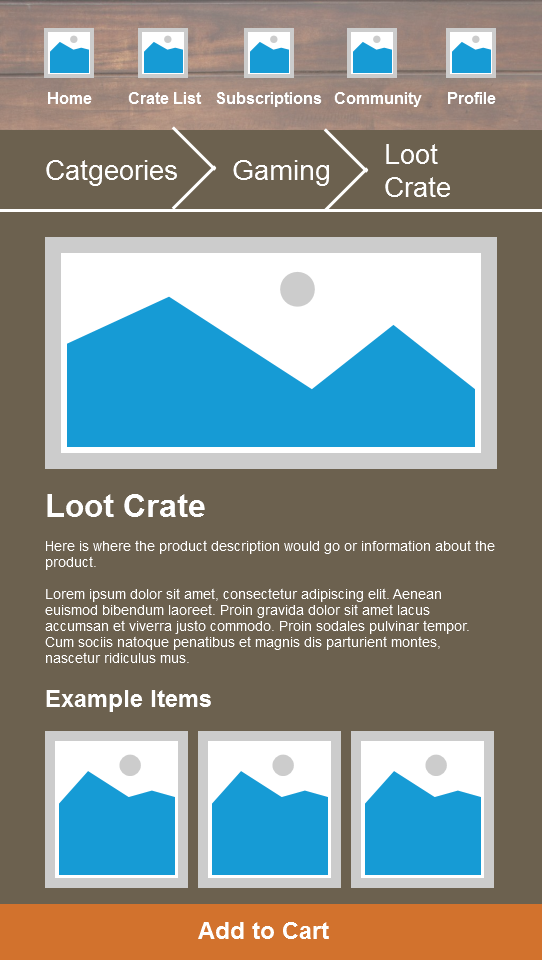 Home Crate List Subscriptions Community Profile
Catgeories Gaming Loot
Crate
Loot Crate
Here is where the product description would go or information about the
product.
Lorem ipsum dolor sit amet, consectetur adipiscing elit. Aenean
euismod bibendum laoreet. Proin gravida dolor sit amet lacus
accumsan et viverra justo commodo. Proin sodales pulvinar tempor.
Cum sociis natoque penatibus et magnis dis parturient montes,
nascetur ridiculus mus.
Example Items
Add to Cart